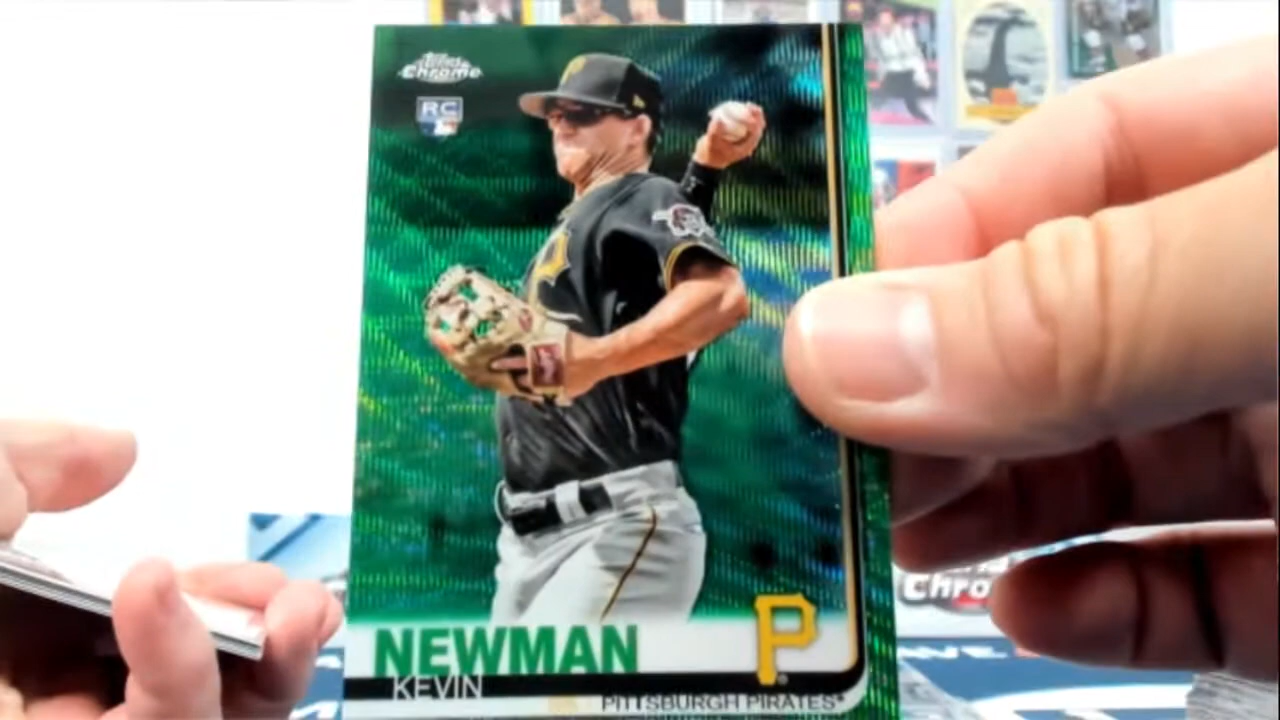 Topps
Chrome
RC
P
NEWMAN
P
KEVIN
PITTSBURGH PIRATES
Chro